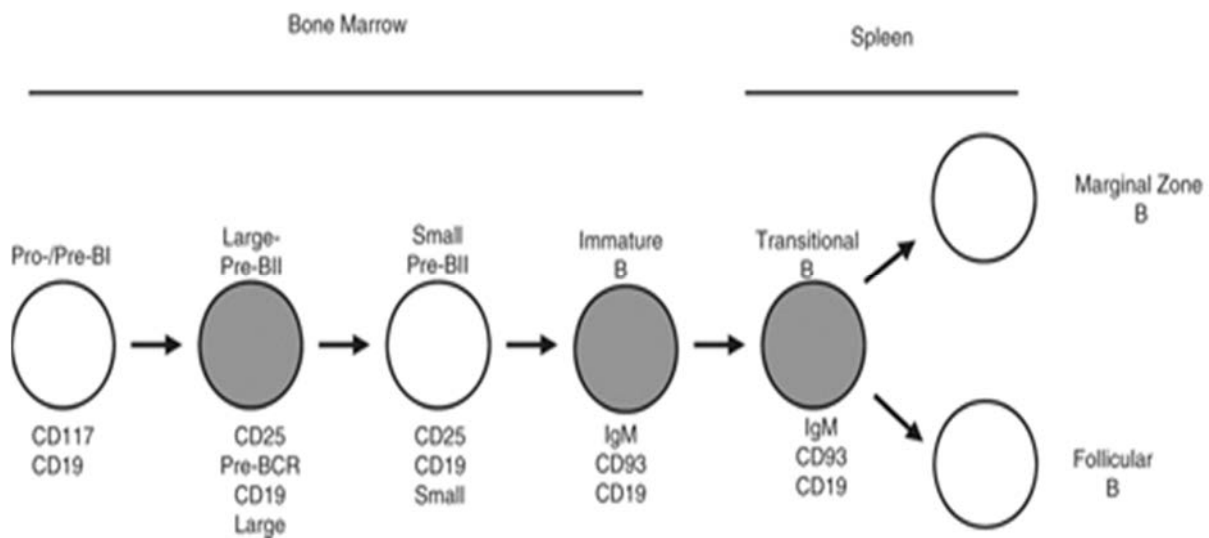 Bone Marrow
Spleen
Pro-/Pre-BI
Large-
Pre-BII
Small
Pre-BII
Immature
B
Transitional
B
Marginal Zone
B
Follicular
B
CD117
CD19
CD25
Pre-BCR
CD19
Large
CD25
CD19
Small
IgM
CD93
CD19
IgM
CD93
CD19